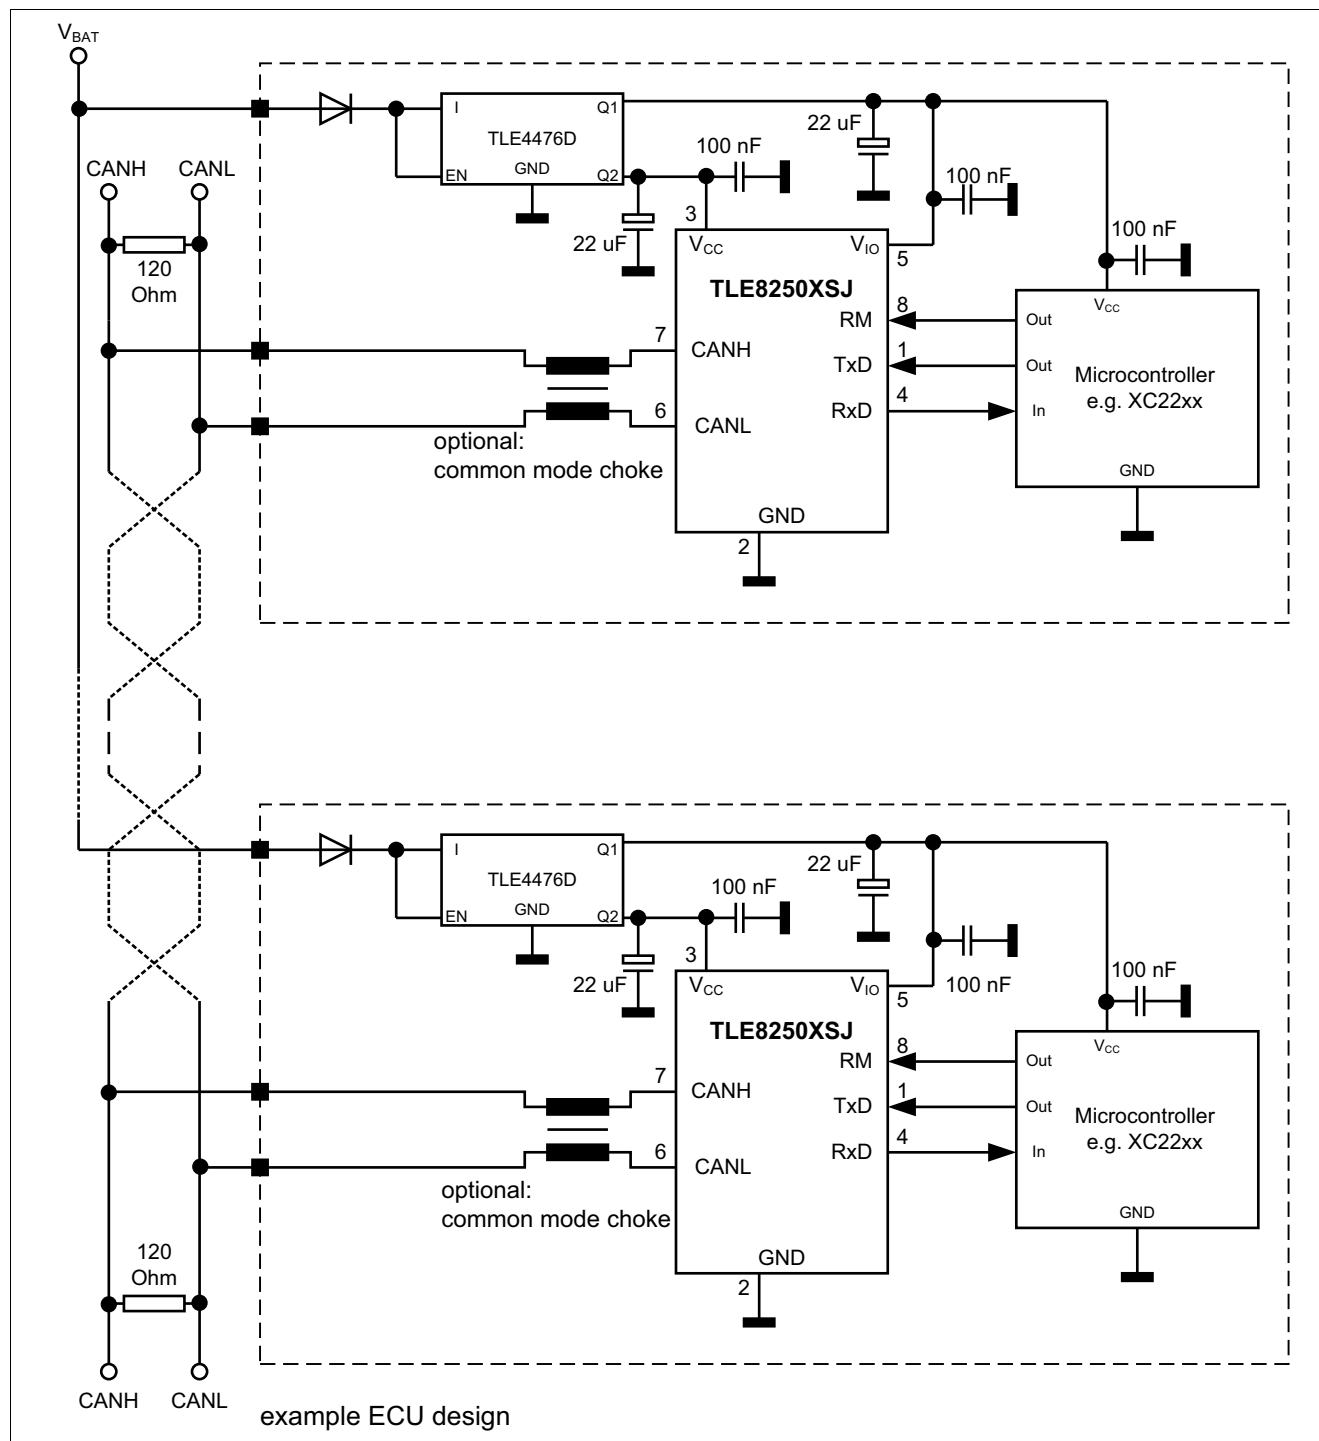 VBAT
I
Q1
TLE4476D
EN
GND
Q2
22 uF
100 nF
100 nF
100 nF
22 uF
CANH
CANL
120
Ohm
3
VCC
VIO
5
TLE8250XSJ
RM
8
TxD
1
RxD
4
7
CANH
6
CANL
GND
2
optional:
common mode choke
VCC
Out
Out
In
Microcontroller
e.g. XC22xx
GND
I
Q1
TLE4476D
EN
GND
Q2
22 uF
100 nF
100 nF
100 nF
22 uF
3
VCC
VIO
5
TLE8250XSJ
RM
8
TxD
1
RxD
4
7
CANH
6
CANL
GND
2
optional:
common mode choke
VCC
Out
Out
In
Microcontroller
e.g. XC22xx
GND
120
Ohm
CANH
CANL
example ECU design